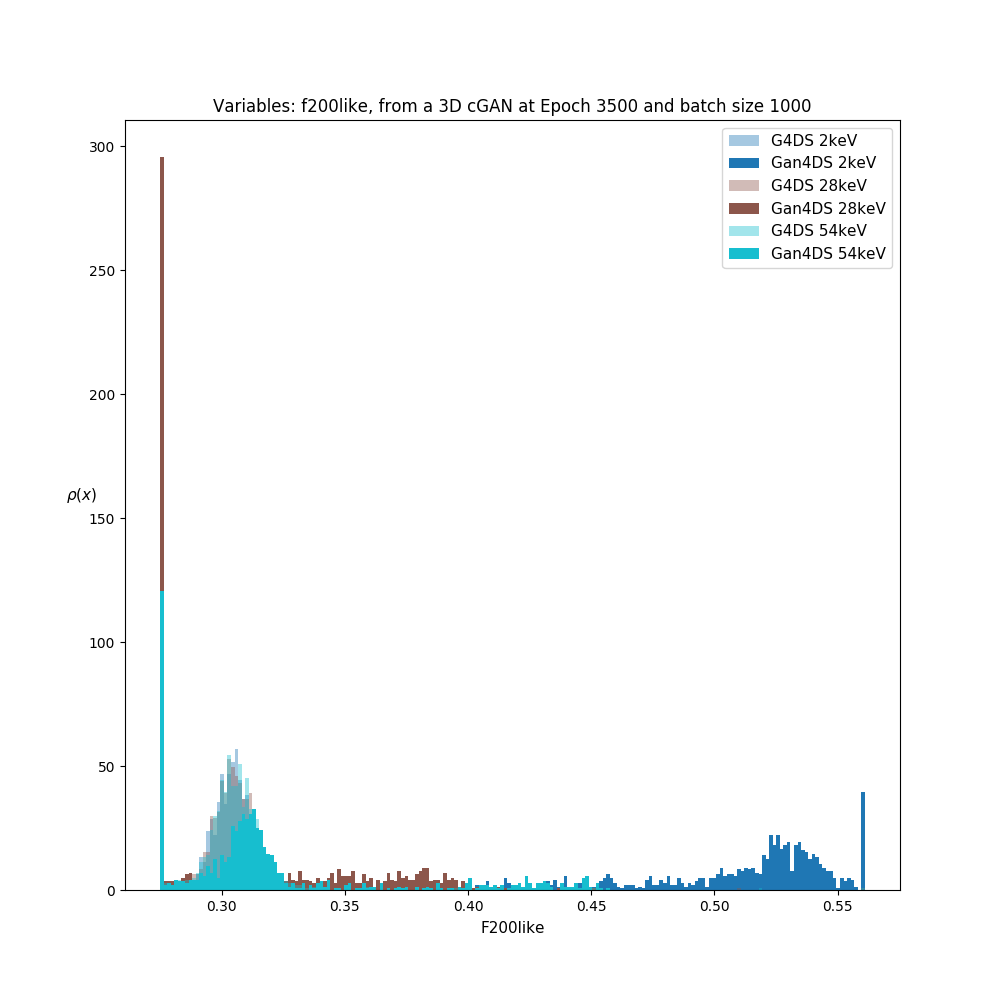 Variables: f200like, from a 3D cGAN at Epoch 3500 and batch size 1000
300
250
200
150
100
50
0
ρ(x)
G4DS 2keV
Gan4DS 2keV
G4DS 28keV
Gan4DS 28keV
G4DS 54keV
Gan4DS 54keV
0.30 0.35 0.40 0.45 0.50 0.55
F200like